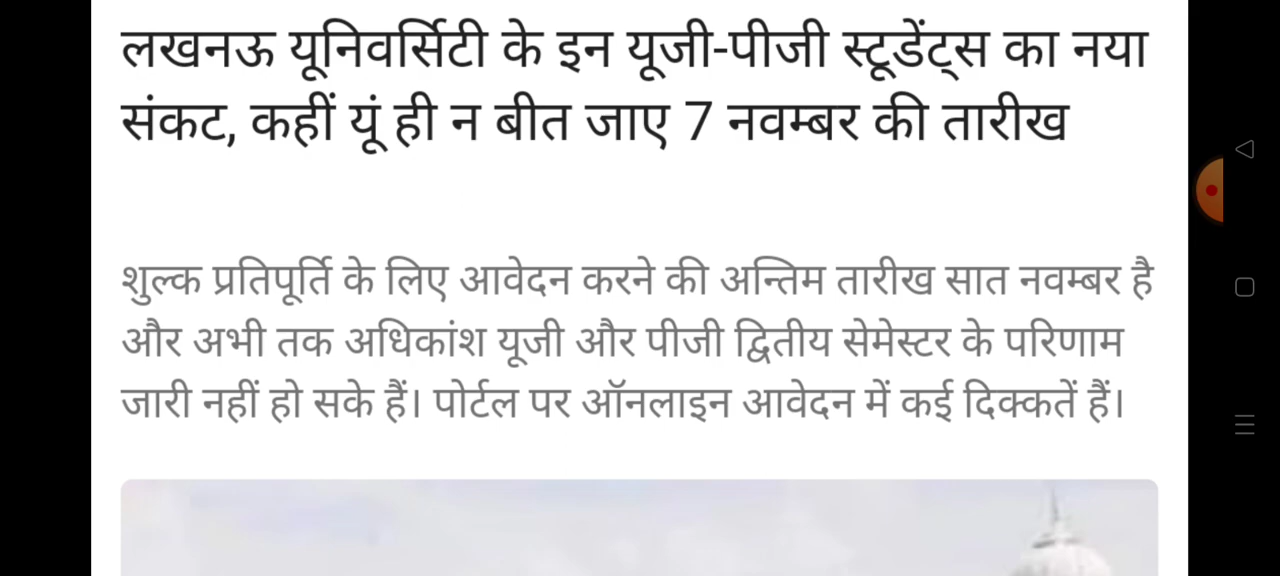 लखनऊ यूनिवर्सिटी के इन यूजी-पीजी स्टूडेंट्स का नया
संकट, कहीं यूं ही न बीत जाए 7 नवम्बर की तारीख
शुल्क प्रतिपूर्ति के लिए आवेदन करने की अन्तिम तारीख सात नवम्बर है
और अभी तक अधिकांश यूजी और पीजी द्वितीय सेमेस्टर के परिणाम
जारी नहीं हो सके हैं। पोर्टल पर ऑनलाइन आवेदन में कई दिक्कतें हैं।